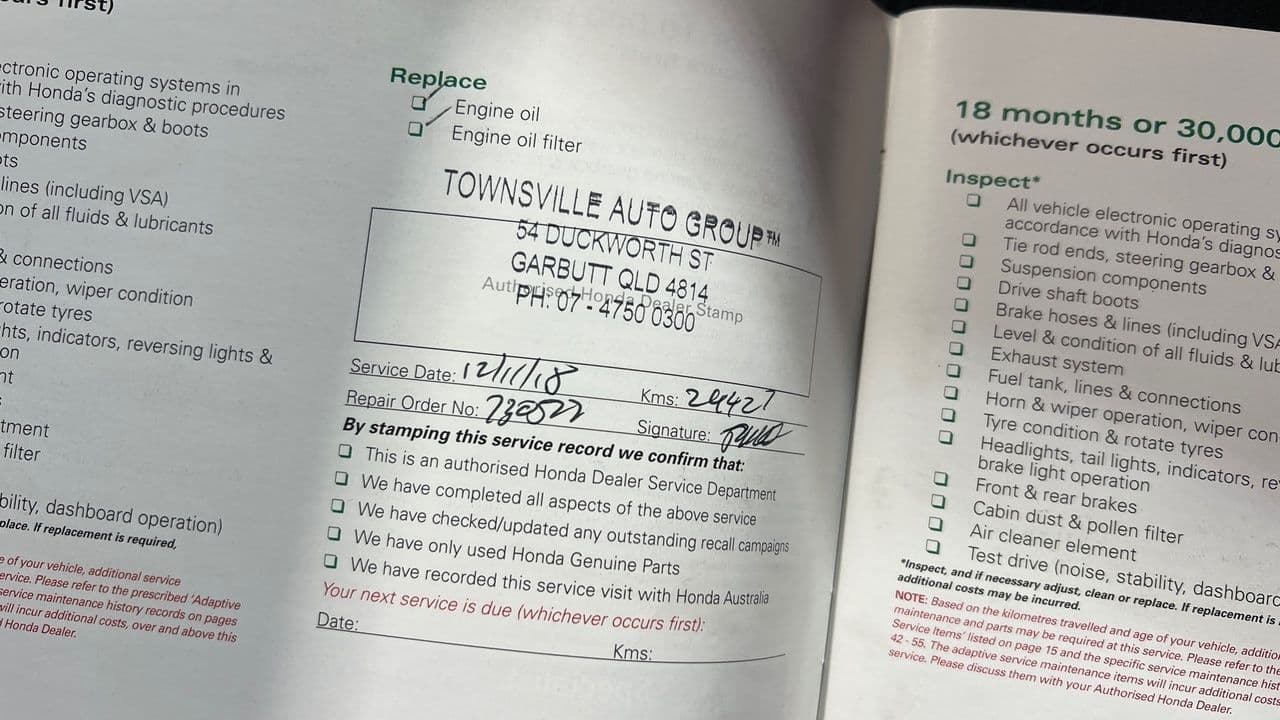 first)
ectronic operating systems in
ith Honda's diagnostic procedures
steering gearbox & boots
mponents
ots
lines (including VSA)
on of all fluids & lubricants
& connections
eration, wiper condition
rotate tyres
hts, indicators, reversing lights &
on
nt
tment
filter
bility, dashboard operation)
place. If replacement is required,
e of your vehicle, additional service
ervice. Please refer to the prescribed 'Adaptive
service maintenance history records on pages
will incur additional costs, over and above this
Honda Dealer.
Replace
Engine oil
Engine oil filter
TOWNSVILLE AUTO GROUP™
54 DUCKWORTH ST
GARBUTT QLD 4814
Authorised Honda Dealer Stamp
PH: 07 - 4750 0300
Service Date: 12/11/18 Kms: 24427
Repair Order No: 730522 Signature:
By stamping this service record we confirm that:
This is an authorised Honda Dealer Service Department
We have completed all aspects of the above service
We have checked/updated any outstanding recall campaigns
We have only used Honda Genuine Parts
We have recorded this service visit with Honda Australia
Your next service is due (whichever occurs first):
Date: Kms:
18 months or 30,000
(whichever occurs first)
Inspect*
All vehicle electronic operating sy
accordance with Honda's diagnos
Tie rod ends, steering gearbox &
Suspension components
Drive shaft boots
Brake hoses & lines (including VSA
Level & condition of all fluids & lub
Exhaust system
Fuel tank, lines & connections
Horn & wiper operation, wiper con
Tyre condition & rotate tyres
Headlights, tail lights, indicators, re
brake light operation
Front & rear brakes
Cabin dust & pollen filter
Air cleaner element
Test drive (noise, stability, dashboard
*Inspect, and if necessary adjust, clean or replace. If replacement is
additional costs may be incurred.
NOTE: Based on the kilometres travelled and age of your vehicle, additio
maintenance and parts may be required at this service. Please refer to the
Service Items' listed on page 15 and the specific service maintenance hist
42 - 55. The adaptive service maintenance items will incur additional costs
service. Please discuss them with your Authorised Honda Dealer.